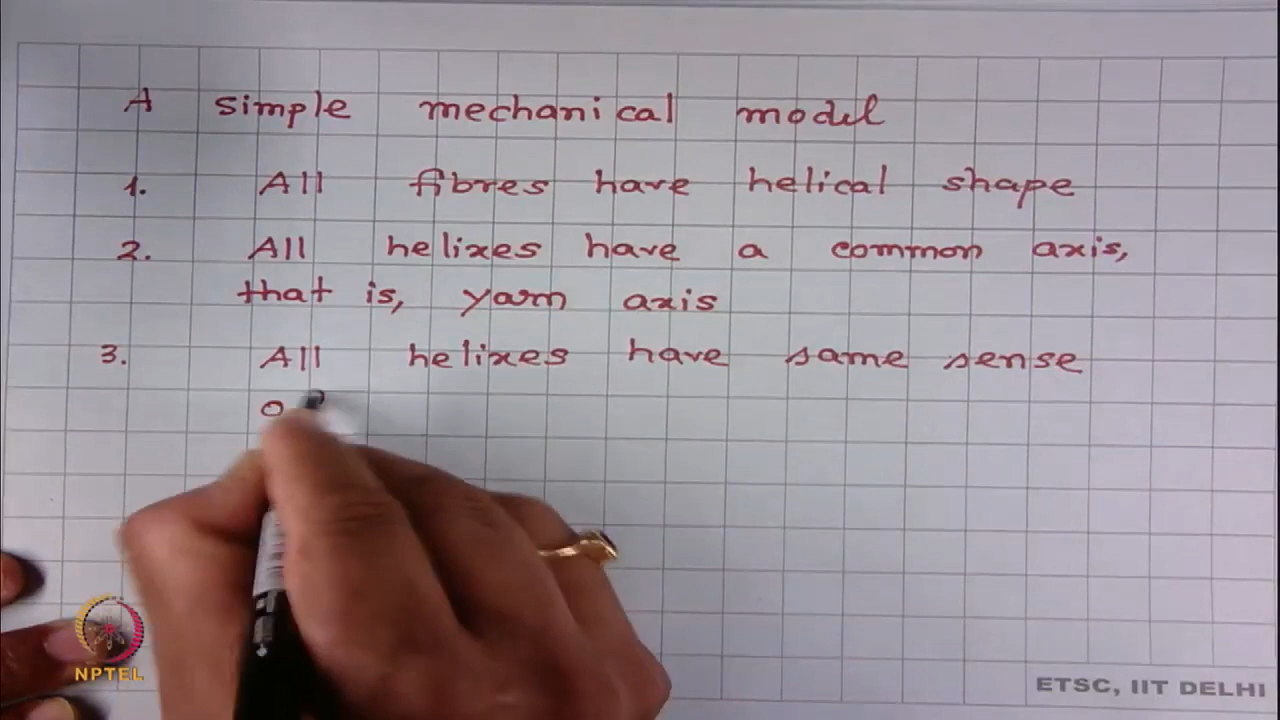 A simple mechanical model
1. All fibres have helical shape
2. All helixes have a common axis,
that is, yarn axis
3. All helixes have same sense
of
NPTEL
ETSC, IIT DELHI